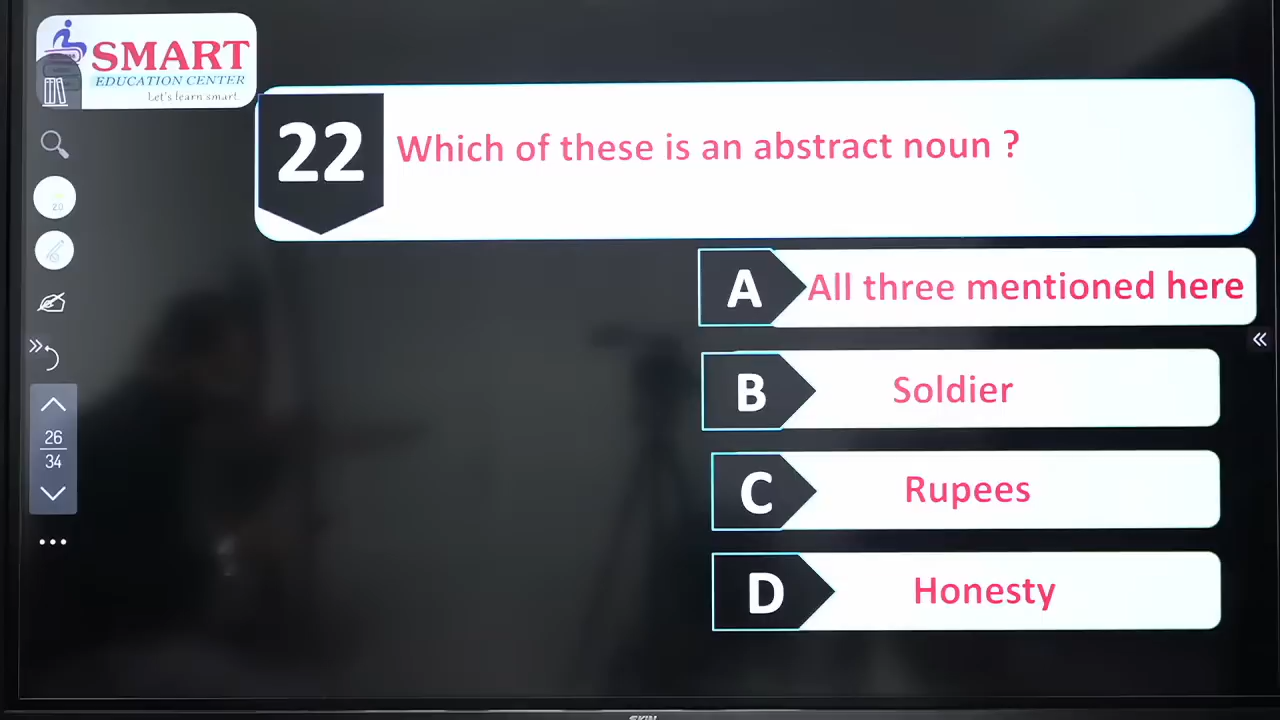 SMART
EDUCATION CENTER
Let's learn smart.
22
Which of these is an abstract noun ?
A
All three mentioned here
B
Soldier
C
Rupees
D
Honesty
20
26
34